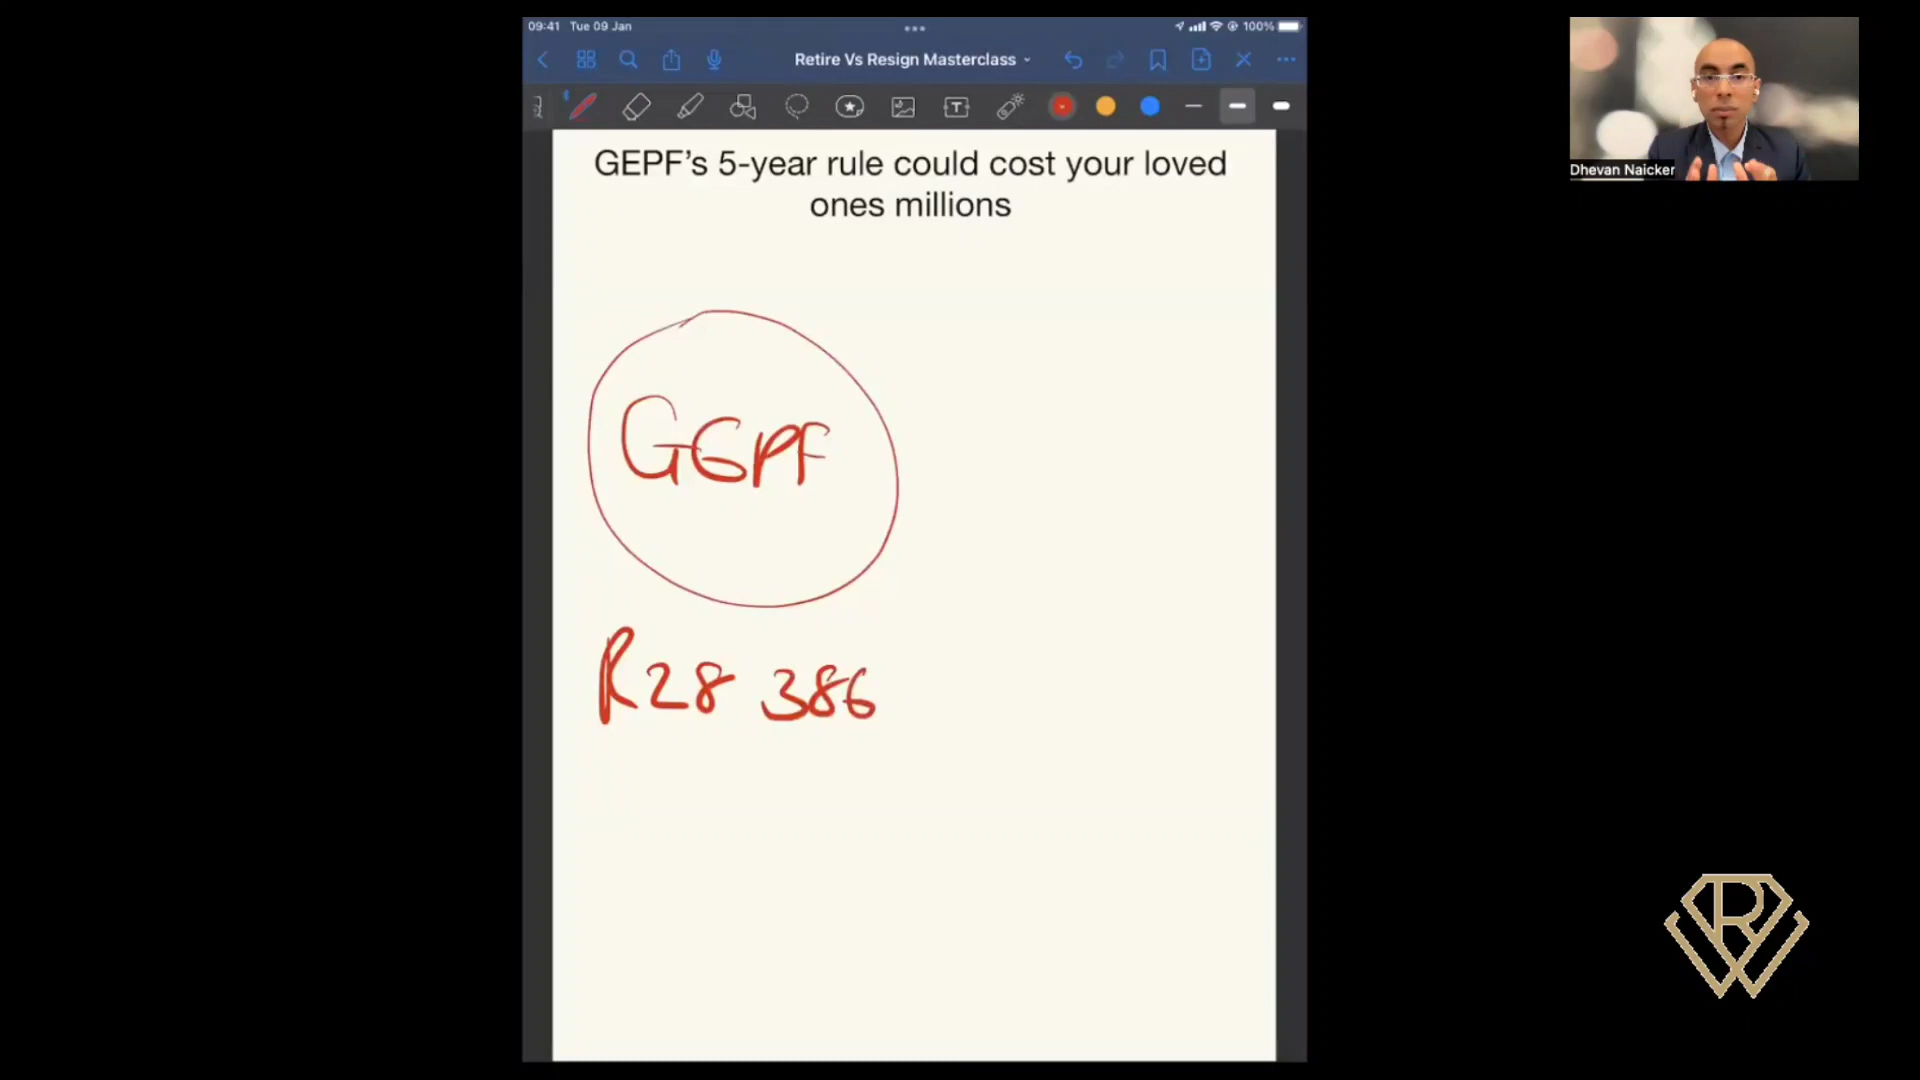 09:41 Tue 09 Jan
100%
Retire Vs Resign Masterclass
GEPF's 5-year rule could cost your loved
ones millions
GEPF
R28 386
Dhevan Naicker